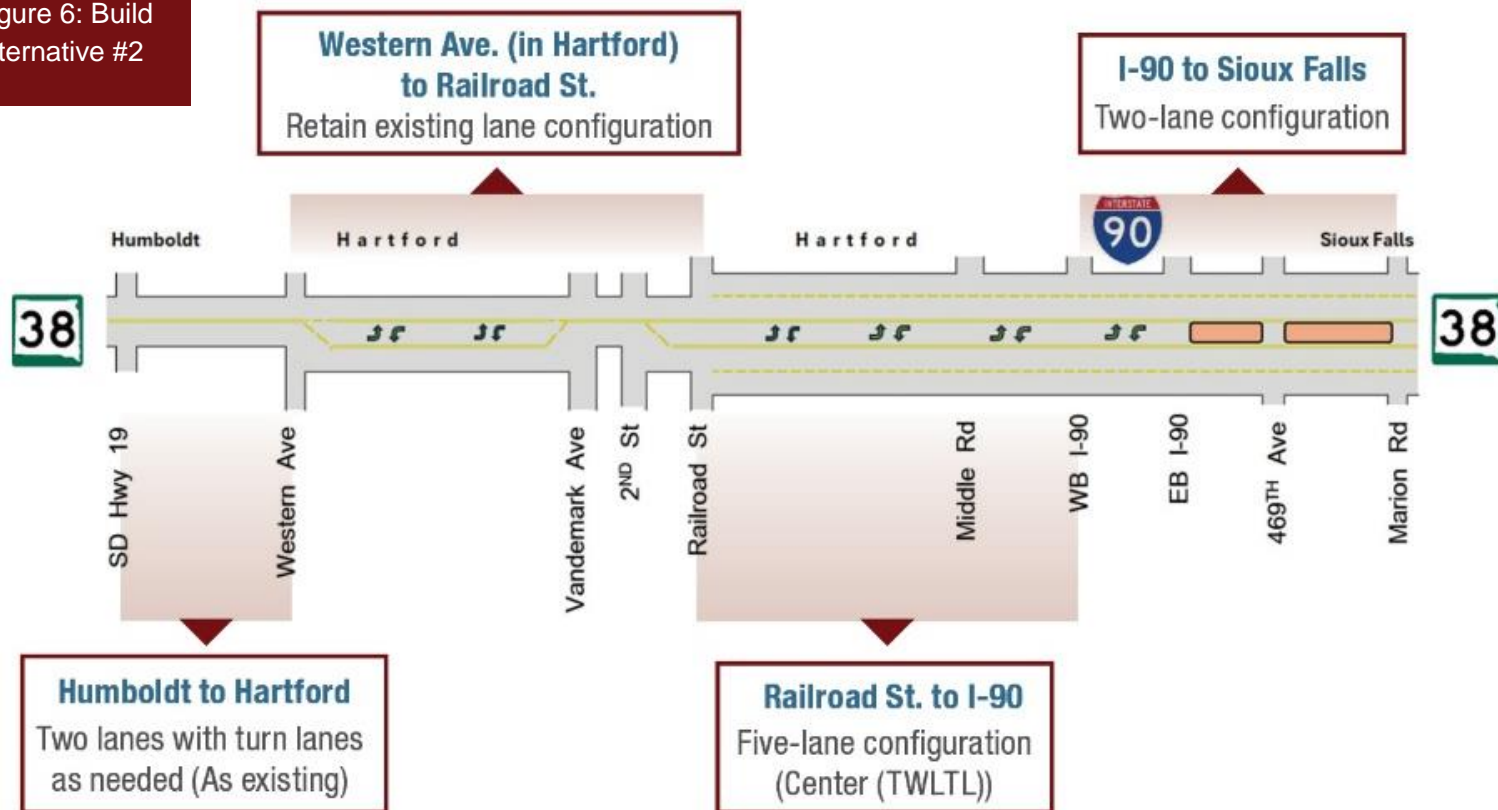 gure 6: Build
ternative #2
Western Ave. (in Hartford)
to Railroad St.
Retain existing lane configuration
I-90 to Sioux Falls
Two-lane configuration
INTERSTATE
90
Humboldt
Hartford
Hartford
Sioux Falls
38
38
SD Hwy 19
Western Ave
Vandemark Ave
2ND St
Railroad St
Middle Rd
WB I-90
EB I-90
469TH Ave
Marion Rd
Humboldt to Hartford
Two lanes with turn lanes
as needed (As existing)
Railroad St. to I-90
Five-lane configuration
(Center (TWLTL))